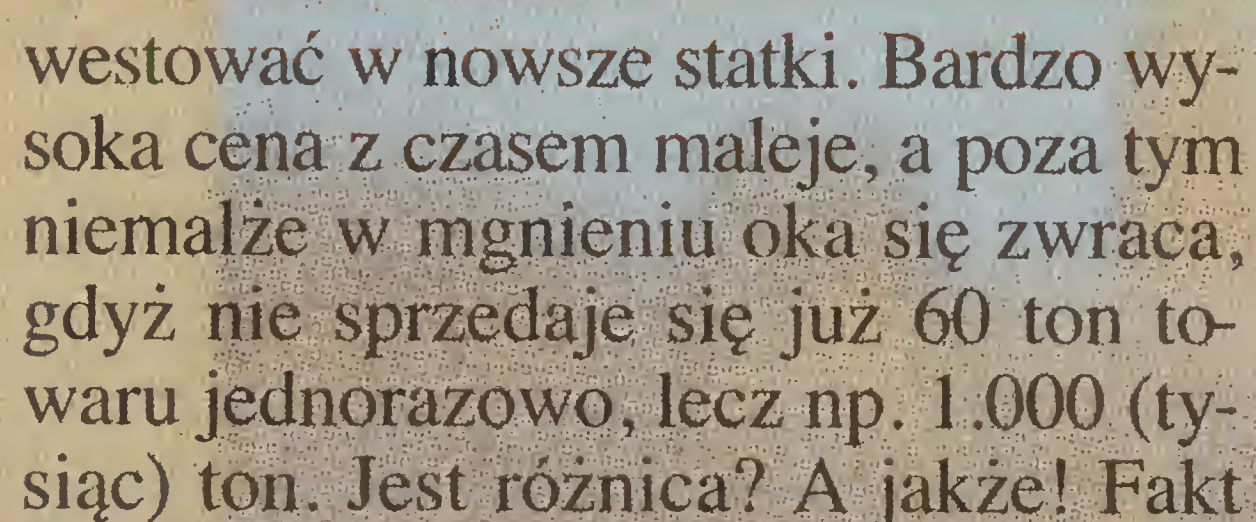 westować w nowsze statki. Bardzo wy-
soka cena z czasem maleje, a poza tym
niemalże w mgnieniu oka się zwraca,
gdyż nie sprzedaje się już 60 ton to-
waru jednorazowo, lecz np. 1.000 (ty-
siąc) ton. Jest różnica? A jakże! Fakt